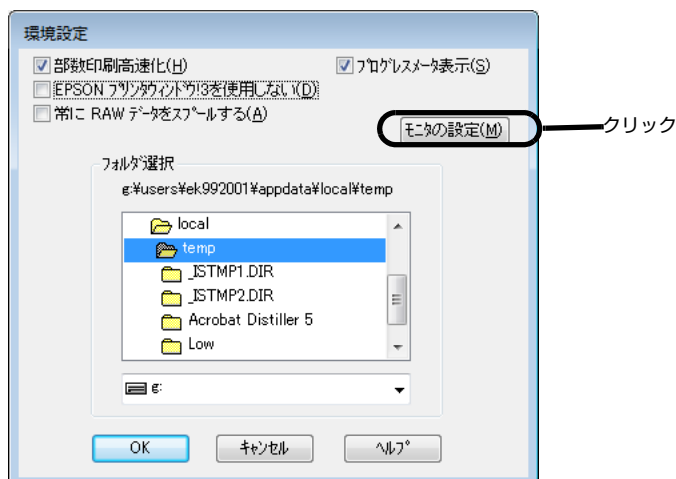 環境設定
部数印刷高速化(H)
プログレスメータ表示(S)
EPSON プリンタウィンドウ!3を使用しない(D)
常に RAW データをスプールする(A)
モニタの設定(M)
クリック
フォルダ選択
g:¥users¥ek992001¥appdata¥local¥temp
local
temp
_ISTMP1.DIR
_ISTMP2.DIR
Acrobat Distiller 5
Low
g:
OK
キャンセル
ヘルプ